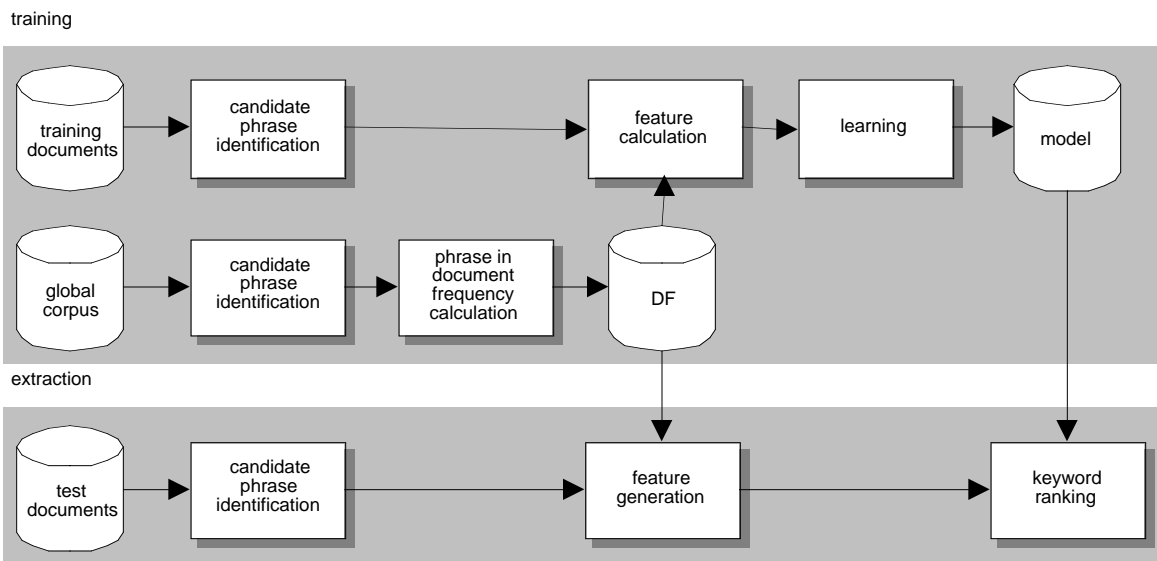 training
training
documents
candidate
phrase
identification
feature
calculation
learning
model
global
corpus
candidate
phrase
identification
phrase in
document
frequency
calculation
DF
extraction
test
documents
candidate
phrase
identification
feature
generation
keyword
ranking